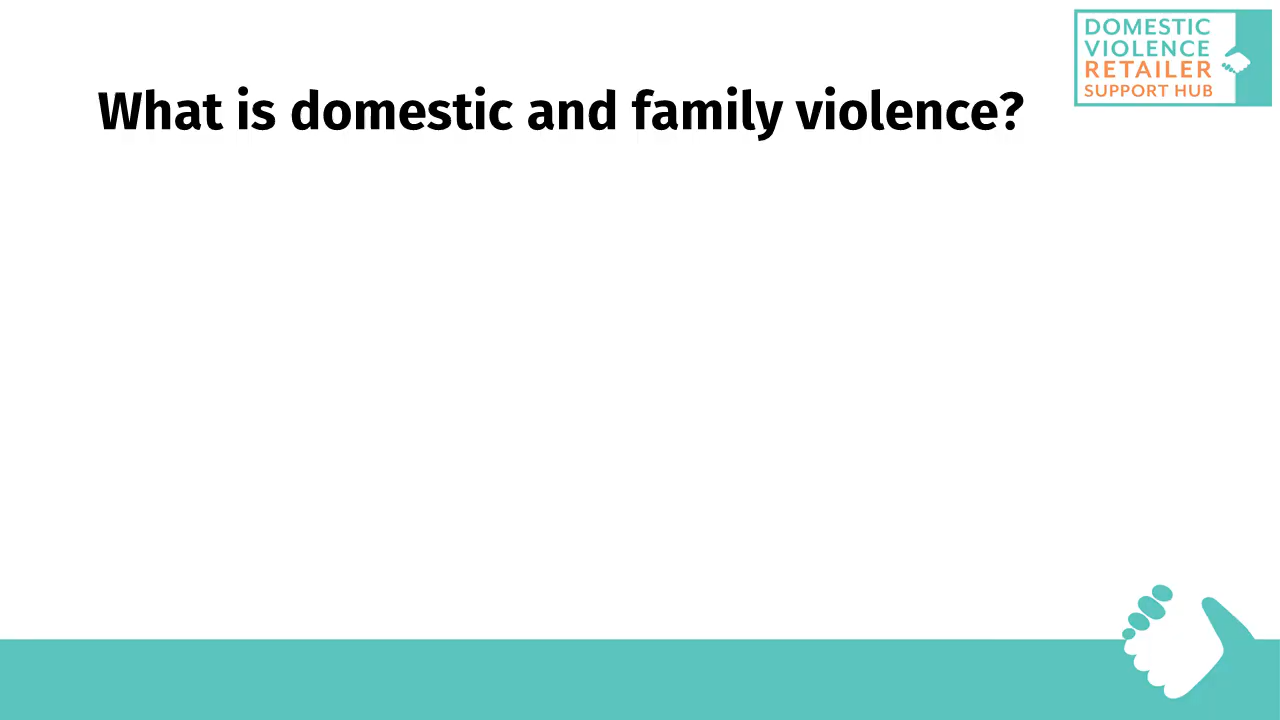 What is domestic and family violence?
DOMESTIC
VIOLENCE
RETAILER
SUPPORT HUB